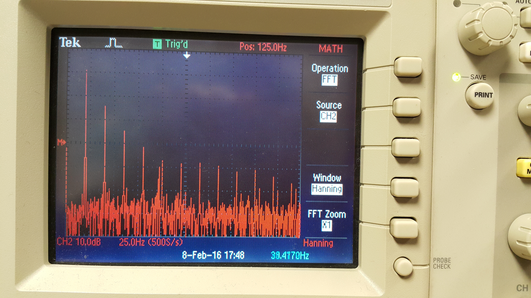 Tek T Trig'd Pos: 125.0Hz MATH
Operation
FFT
Source
CH2
M
Window
Hanning
FFT Zoom
X1
CH2 10.0dB 25.0Hz (500S/s) Hanning
8-Feb-16 17:48 39.4170Hz
SAVE
PRINT
PROBE
CHECK
CH